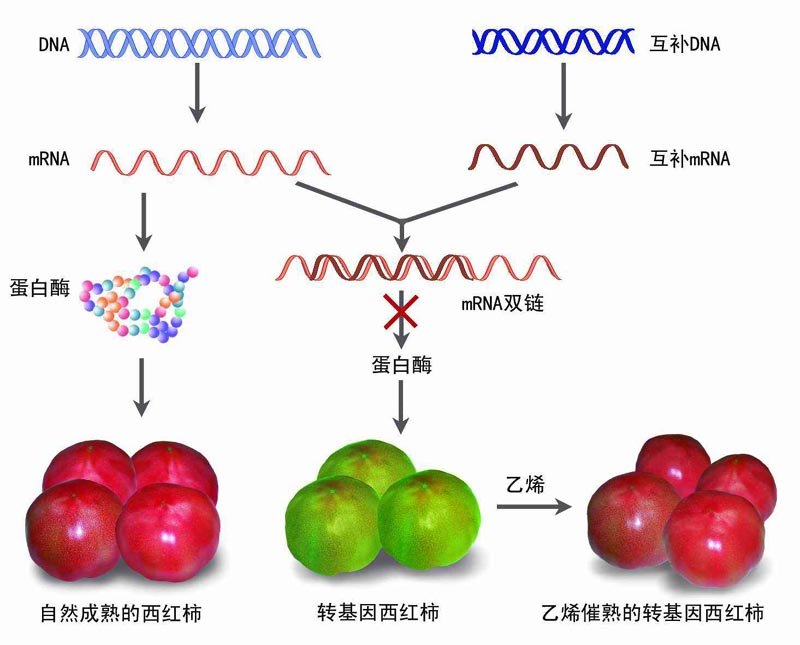 DNA
互补DNA
mRNA
互补mRNA
蛋白酶
mRNA双链
蛋白酶
乙烯
自然成熟的西红柿
转基因西红柿
乙烯催熟的转基因西红柿